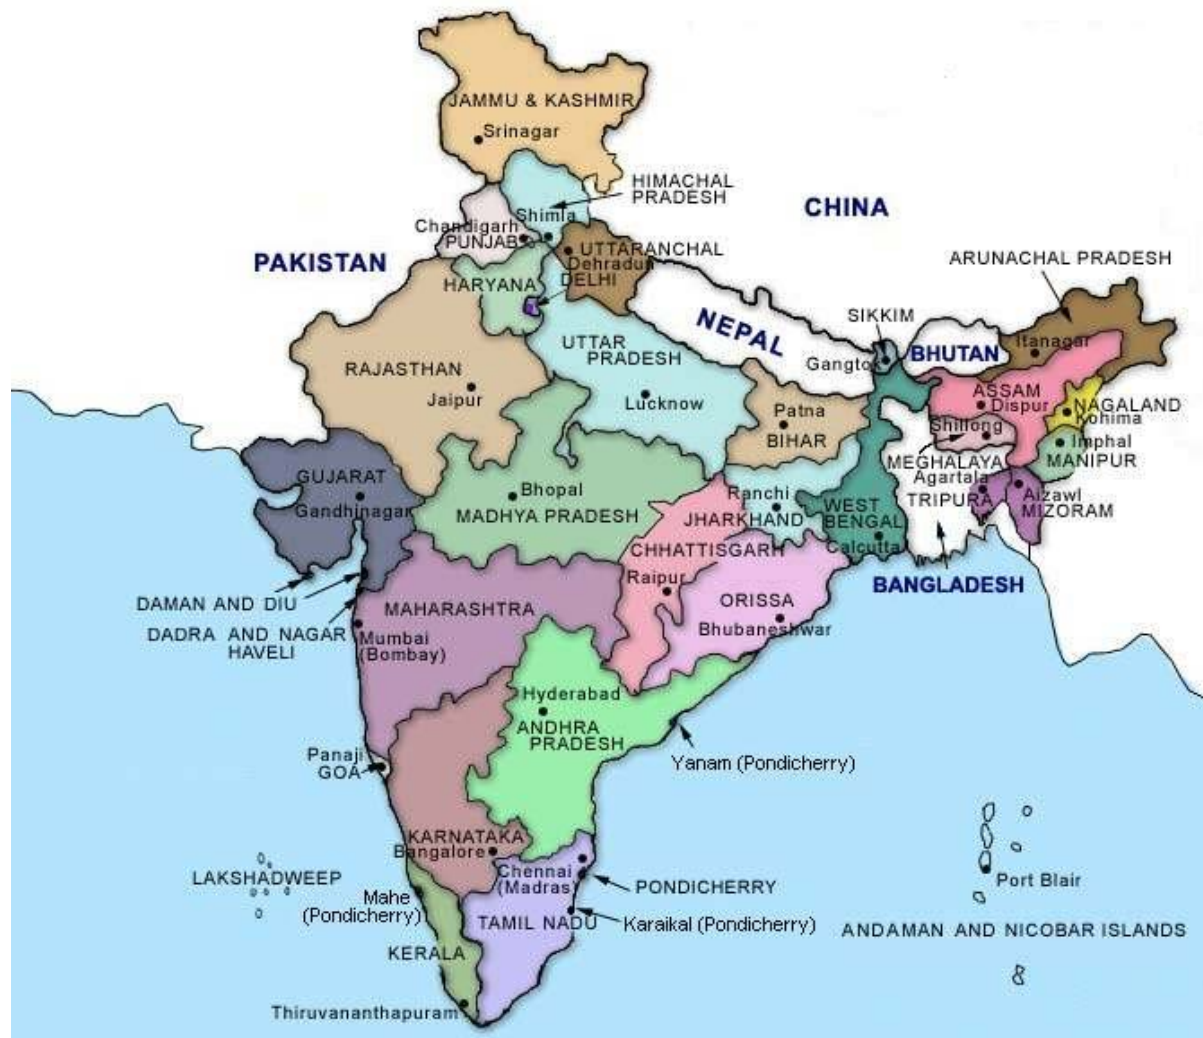 JAMMU & KASHMIR
Srinagar
HIMACHAL
PRADESH
CHINA
Shimla
Chandigarh
PUNJAB
PAKISTAN
UTTARANCHAL
Dehradun
DELHI
HARYANA
ARUNACHAL PRADESH
NEPAL
SIKKIM
Gangtok
BHUTAN
Itanagar
UTTAR
PRADESH
Lucknow
RAJASTHAN
Jaipur
Patna
BIHAR
ASSAM
Dispur
NAGALAND
Kohima
Shillong
MEGHALAYA
Imphal
MANIPUR
Agartala
TRIPURA
Aizawl
MIZORAM
GUJARAT
Gandhinagar
Bhopal
MADHYA PRADESH
Ranchi
JHARKHAND
WEST
BENGAL
Calcutta
BANGLADESH
CHHATTISGARH
Raipur
ORISSA
Bhubaneshwar
DAMAN AND DIU
DADRA AND NAGAR
HAVELI
MAHARASHTRA
Mumbai
(Bombay)
Hyderabad
ANDHRA
PRADESH
Yanam (Pondicherry)
Panaji
GOA
KARNATAKA
Bangalore
Chennai
(Madras)
PONDICHERRY
LAKSHADWEEP
Mahe
(Pondicherry)
TAMIL NADU
Karaikal (Pondicherry)
KERALA
Thiruvananthapuram
Port Blair
ANDAMAN AND NICOBAR ISLANDS